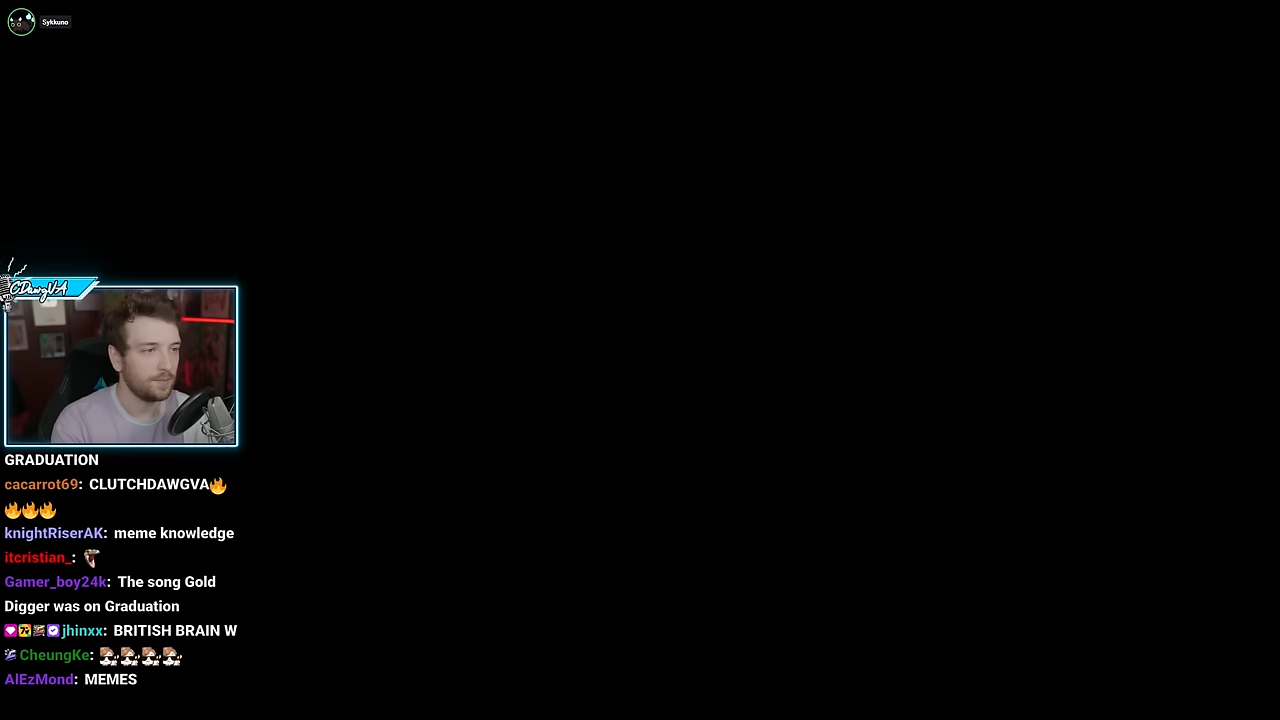 Sykkuno
CDawgVA
GRADUATION
cacarrot69: CLUTCHDAWGVA🔥
🔥🔥🔥
knightRiserAK: meme knowledge
itcristian_:
Gamer_boy24k: The song Gold
Digger was on Graduation
jhinxx: BRITISH BRAIN W
CheungKe:
AlEzMond: MEMES